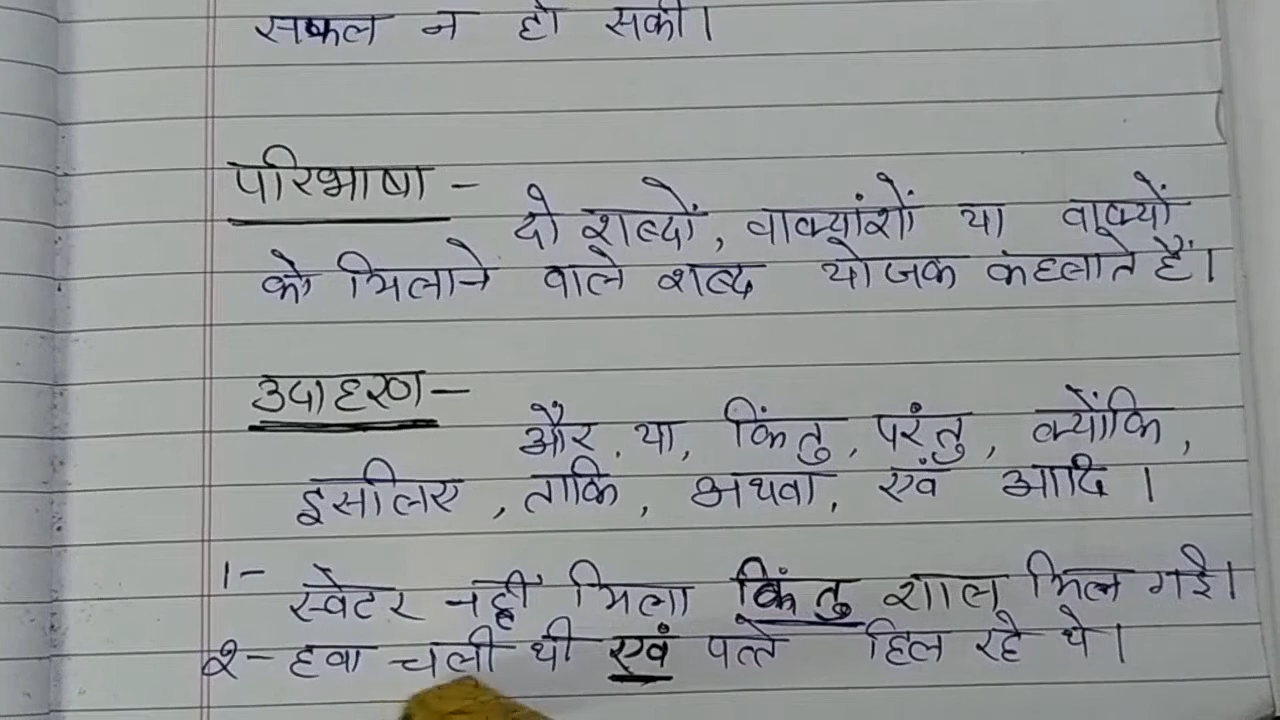 सफल न हो सकी।
परिभाषा -
दो शब्दों, वाक्यांशों या वाक्यों
को मिलाने वाले शब्द योजक कहलाते हैं।
उदाहरण -
और, या, किंतु, परंतु, क्योंकि,
इसलिए, ताकि, अथवा, एवं आदि।
1- स्वेटर नहीं मिला किंतु शाल मिल गई।
2- हवा चली थी एवं पत्ते हिल रहे थे।